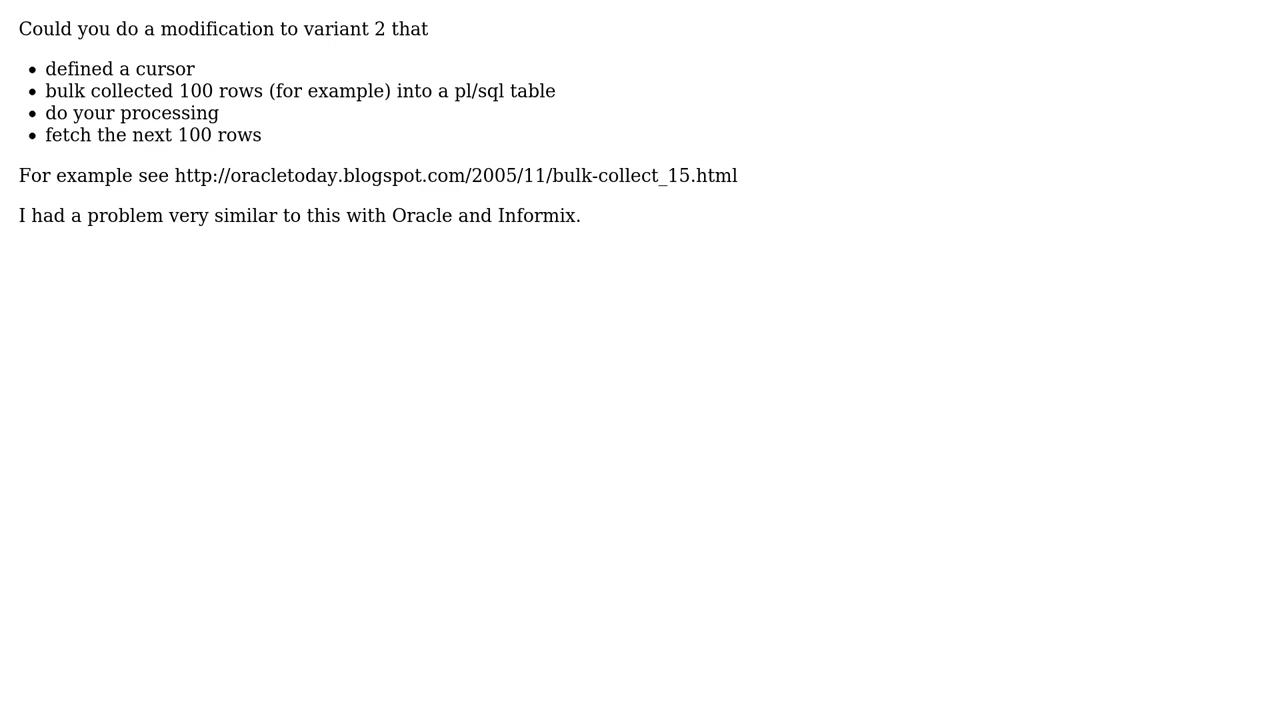 Could you do a modification to variant 2 that
• defined a cursor
• bulk collected 100 rows (for example) into a pl/sql table
• do your processing
• fetch the next 100 rows
For example see http://oracletoday.blogspot.com/2005/11/bulk-collect_15.html
I had a problem very similar to this with Oracle and Informix.